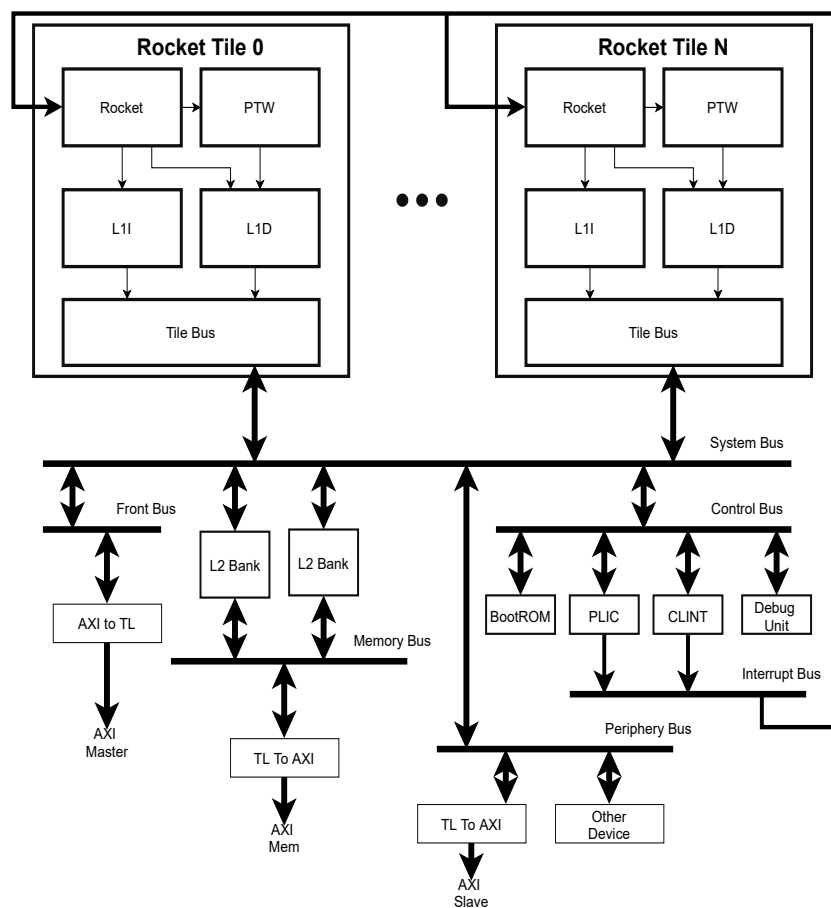 Rocket Tile 0
Rocket Tile N
Rocket
PTW
Rocket
PTW
L1I
L1D
L1I
L1D
Tile Bus
Tile Bus
System Bus
Front Bus
Control Bus
L2 Bank
L2 Bank
AXI to TL
BootROM
PLIC
CLINT
Debug
Unit
Memory Bus
Interrupt Bus
AXI
Master
Periphery Bus
TL To AXI
TL To AXI
Other
Device
AXI
Mem
AXI
Slave